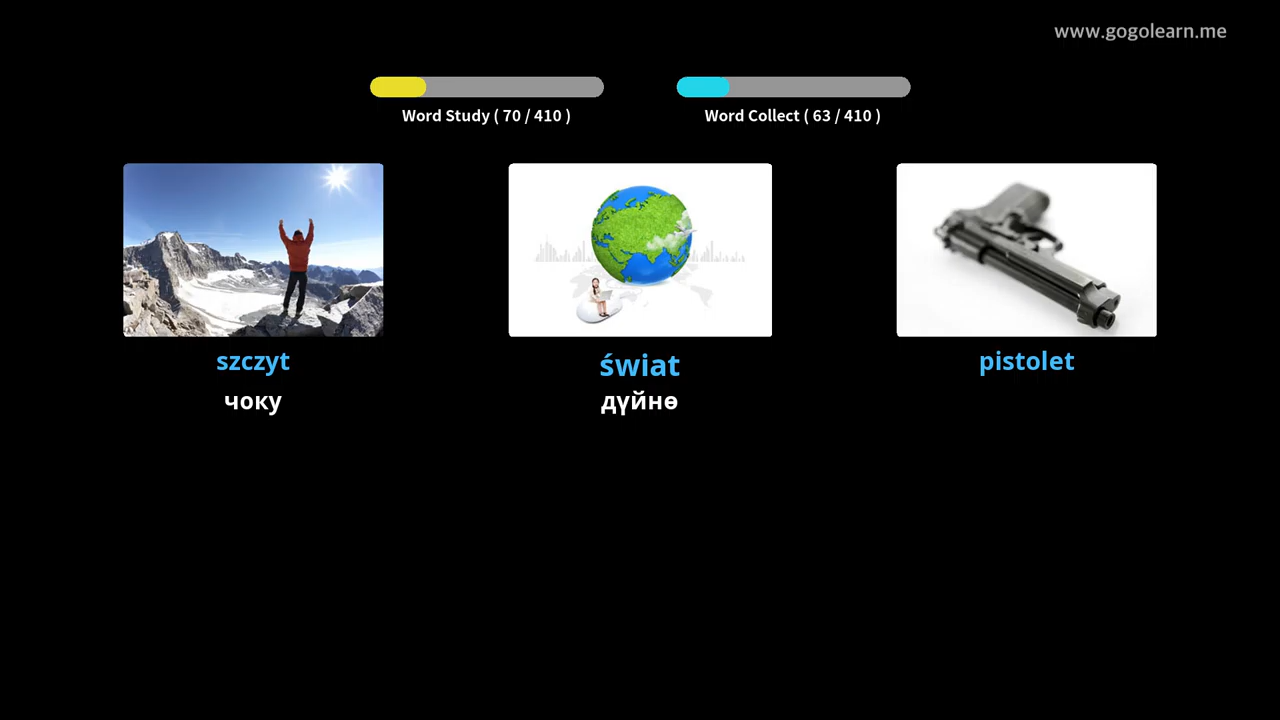 www.gogolearn.me
Word Study ( 70 / 410 )
Word Collect ( 63 / 410 )
szczyt
świat
pistolet
чоку
дүйнө